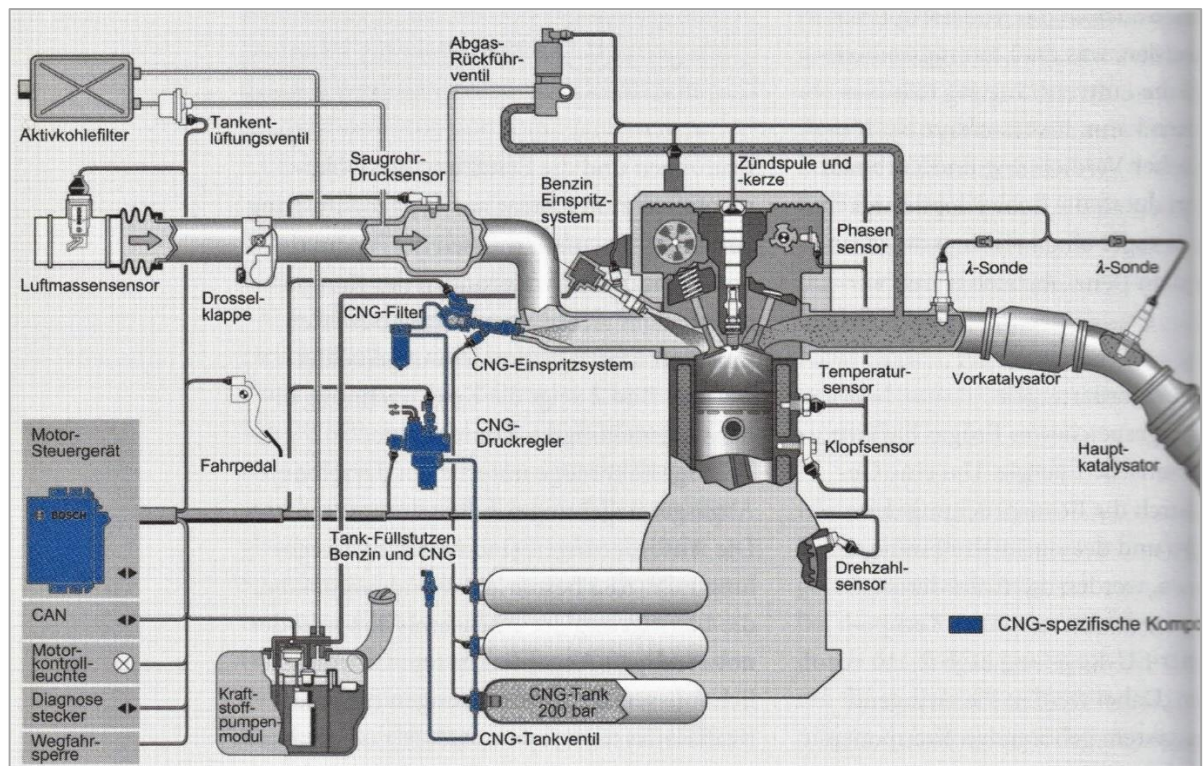 Abgas-
Rückführ-
ventil
Aktivkohlefilter
Tankent-
lüftungsventil
Saugrohr-
Drucksensor
Benzin
Einspritz-
system
Zündspule und
-kerze
Phasen
sensor
λ-Sonde
λ-Sonde
Luftmassensensor
Drossel-
klappe
CNG-Filter
CNG-Einspritzsystem
Vorkatalysator
Temperatur-
sensor
Klopfsensor
Haupt-
katalysator
CNG-
Druckregler
Fahrpedal
Motor-
Steuergerät
BOSCH
Tank-Füllstutzen
Benzin und CNG
Drehzahl-
sensor
CNG-spezifische Komp
CAN
Motor-
kontroll-
leuchte
Diagnose
stecker
Wegfahr-
sperre
Kraft-
stoff-
pumpen-
modul
CNG-Tank
200 bar
CNG-Tankventil